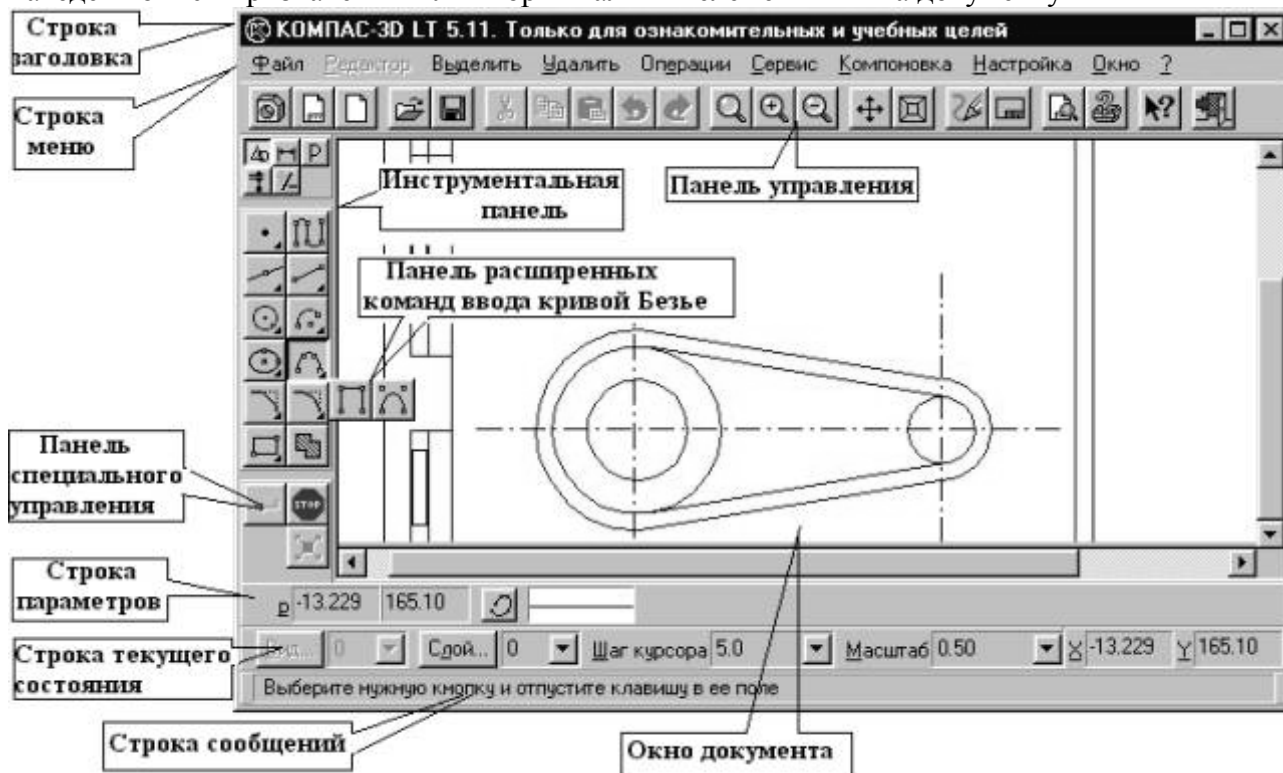 Строка
заголовка
КОМПАС-3D LT 5.11. Только для ознакомительных и учебных целей
Файл Редактор Выделить Удалить Операции Сервис Компоновка Настройка Окно ?
Строка
меню
Панель управления
Инструментальная
панель
Панель расширенных
команд ввода кривой Безье
Панель
специального
управления
STOP
Строка
параметров
р -13.229 165.10
Строка текущего
состояния
Вид... 0 Слой... 0 Шаг курсора 5.0 Масштаб 0.50 X -13.229 Y 165.10
Выберите нужную кнопку и отпустите клавишу в ее поле
Строка сообщений
Окно документа